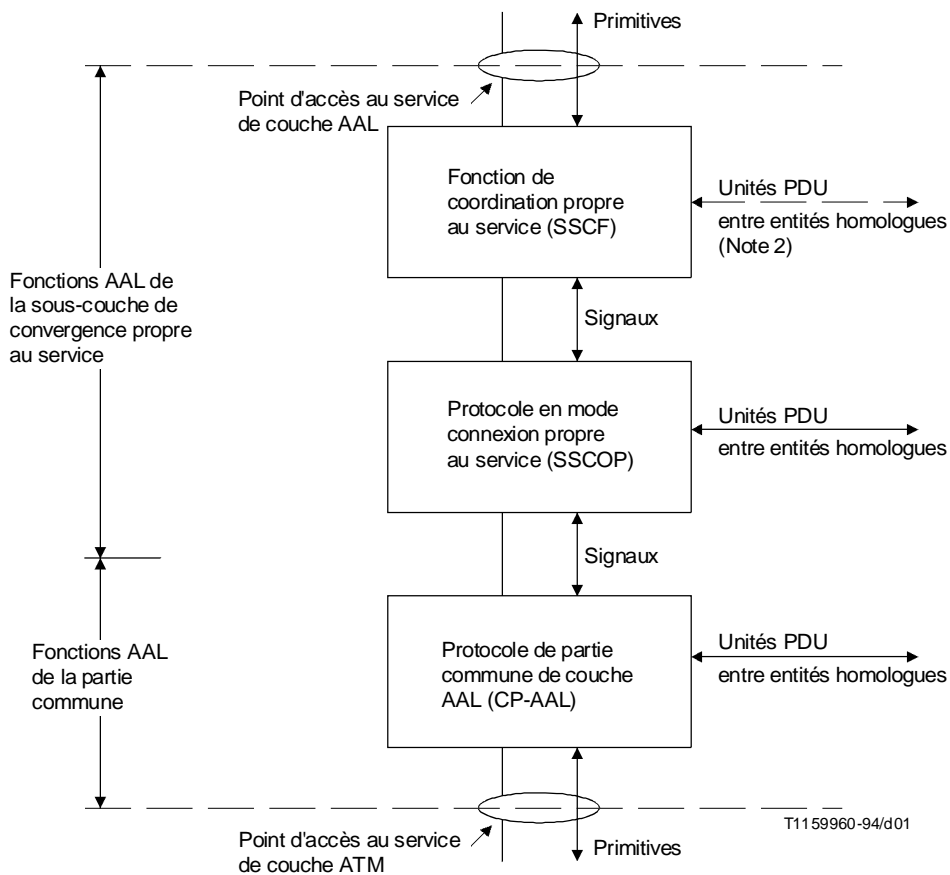 Primitives
Point d'accès au service
de couche AAL
Fonction de
coordination propre
au service (SSCF)
Unités PDU
entre entités homologues
(Note 2)
Fonctions AAL de
la sous-couche de
convergence propre
au service
Signaux
Protocole en mode
connexion propre
au service (SSCOP)
Unités PDU
entre entités homologues
Signaux
Fonctions AAL
de la partie
commune
Protocole de partie
commune de couche
AAL (CP-AAL)
Unités PDU
entre entités homologues
T1159960-94/d01
Point d'accès au service
de couche ATM
Primitives